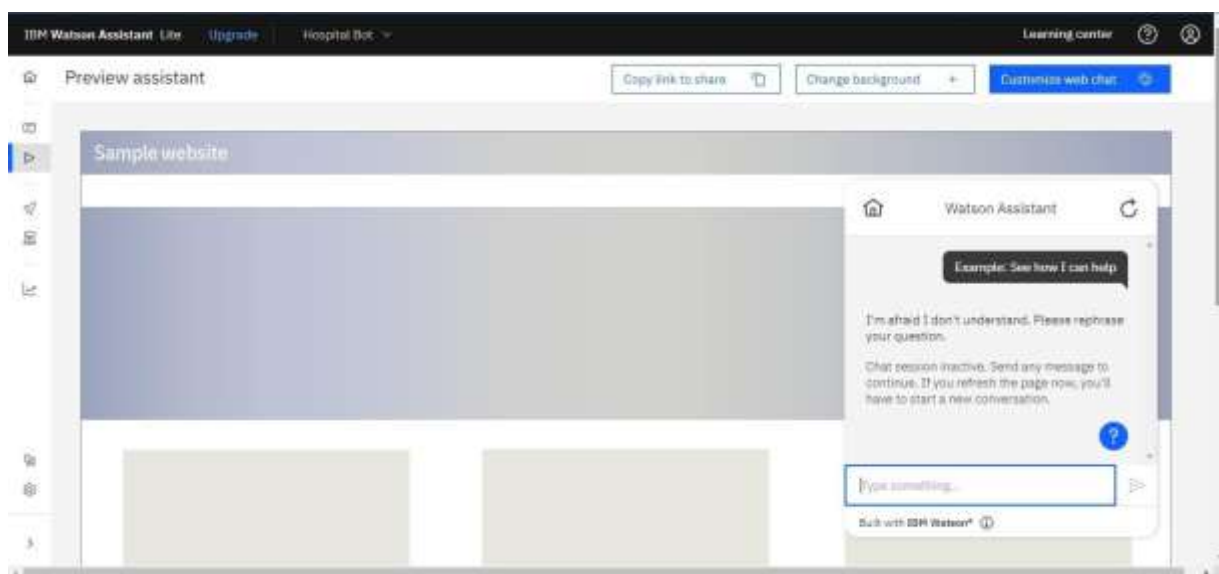 IBM Watson Assistant Lite Upgrade Hospital Bot Learning center
Preview assistant Copy link to share Change background + Customize web chat
Sample website
Watson Assistant
Example: See how I can help
I'm afraid I don't understand. Please rephrase
your question.
Chat session inactive. Send any message to
continue. If you refresh the page now, you'll
have to start a new conversation.
?
Type something...
Built with IBM Watson®